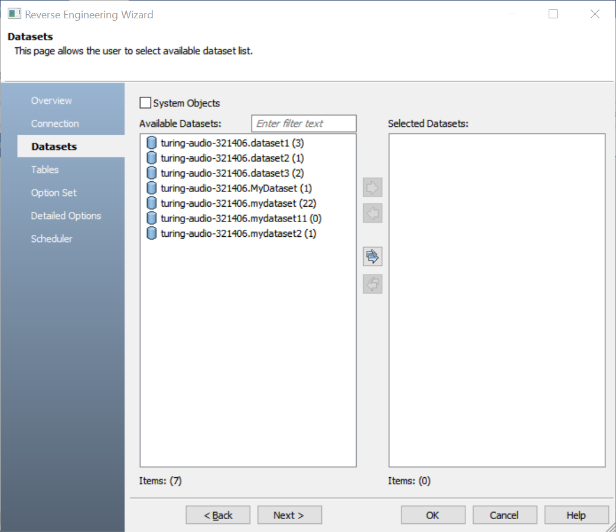 Reverse Engineering Wizard
Datasets
This page allows the user to select available dataset list.
Overview
Connection
Datasets
Tables
Option Set
Detailed Options
Scheduler
System Objects
Available Datasets:
Enter filter text
turing-audio-321406.dataset1 (3)
turing-audio-321406.dataset2 (1)
turing-audio-321406.dataset3 (2)
turing-audio-321406.MyDataset (1)
turing-audio-321406.mydataset (22)
turing-audio-321406.mydataset11 (0)
turing-audio-321406.mydataset2 (1)
Items: (7)
Selected Datasets:
Items: (0)
< Back
Next >
OK
Cancel
Help